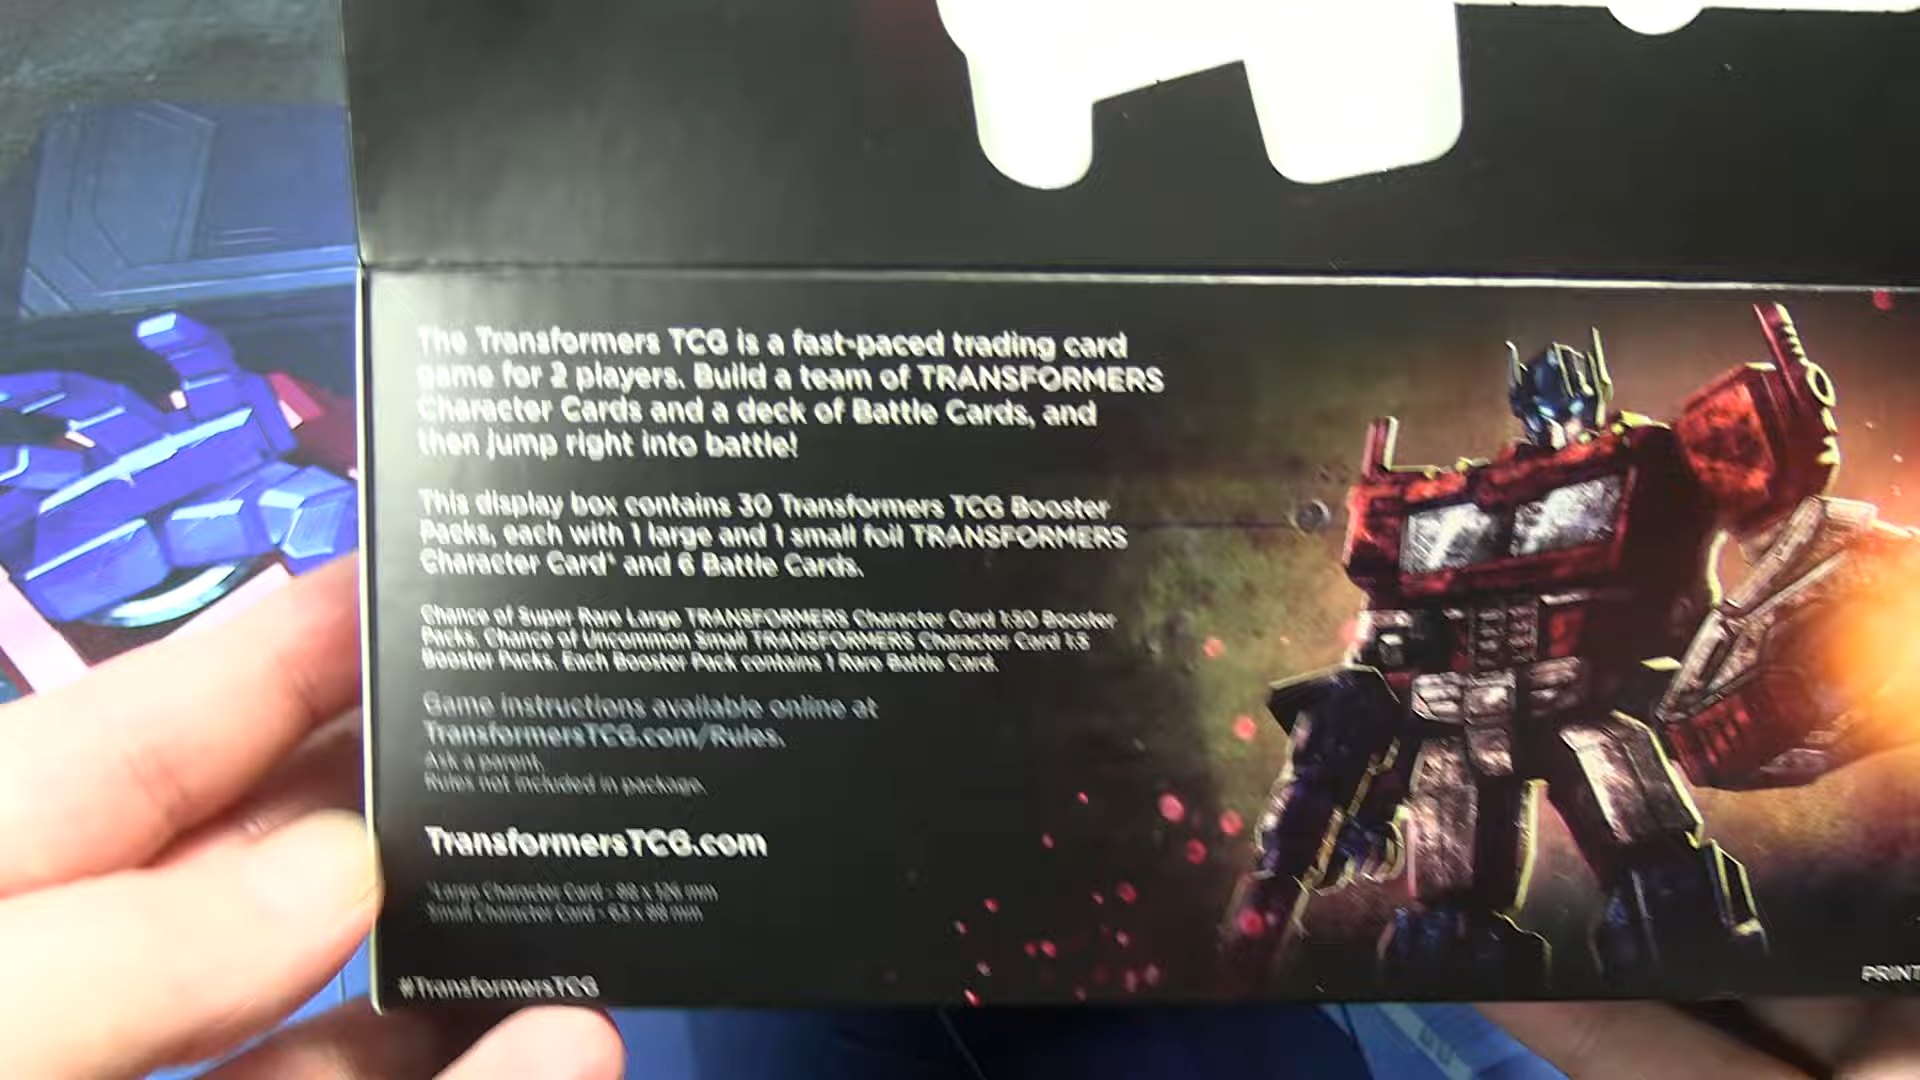 The Transformers TCG is a fast-paced trading card
game for 2 players. Build a team of TRANSFORMERS
Character Cards and a deck of Battle Cards, and
then jump right into battle!
This display box contains 30 Transformers TCG Booster
Packs, each with 1 large and 1 small foil TRANSFORMERS
Character Card* and 6 Battle Cards.
Chance of Super Rare Large TRANSFORMERS Character Card 1:50 Booster
Packs. Chance of Uncommon Small TRANSFORMERS Character Card 1:3
Booster Packs. Each Booster Pack contains 1 Rare Battle Card.
Game instructions available online at
TransformersTCG.com/Rules.
Ask a parent.
Rules not included in package.
TransformersTCG.com
*Large Character Card - 88 x 126 mm
Small Character Card - 63 x 88 mm
#TransformersTCG
PRINT